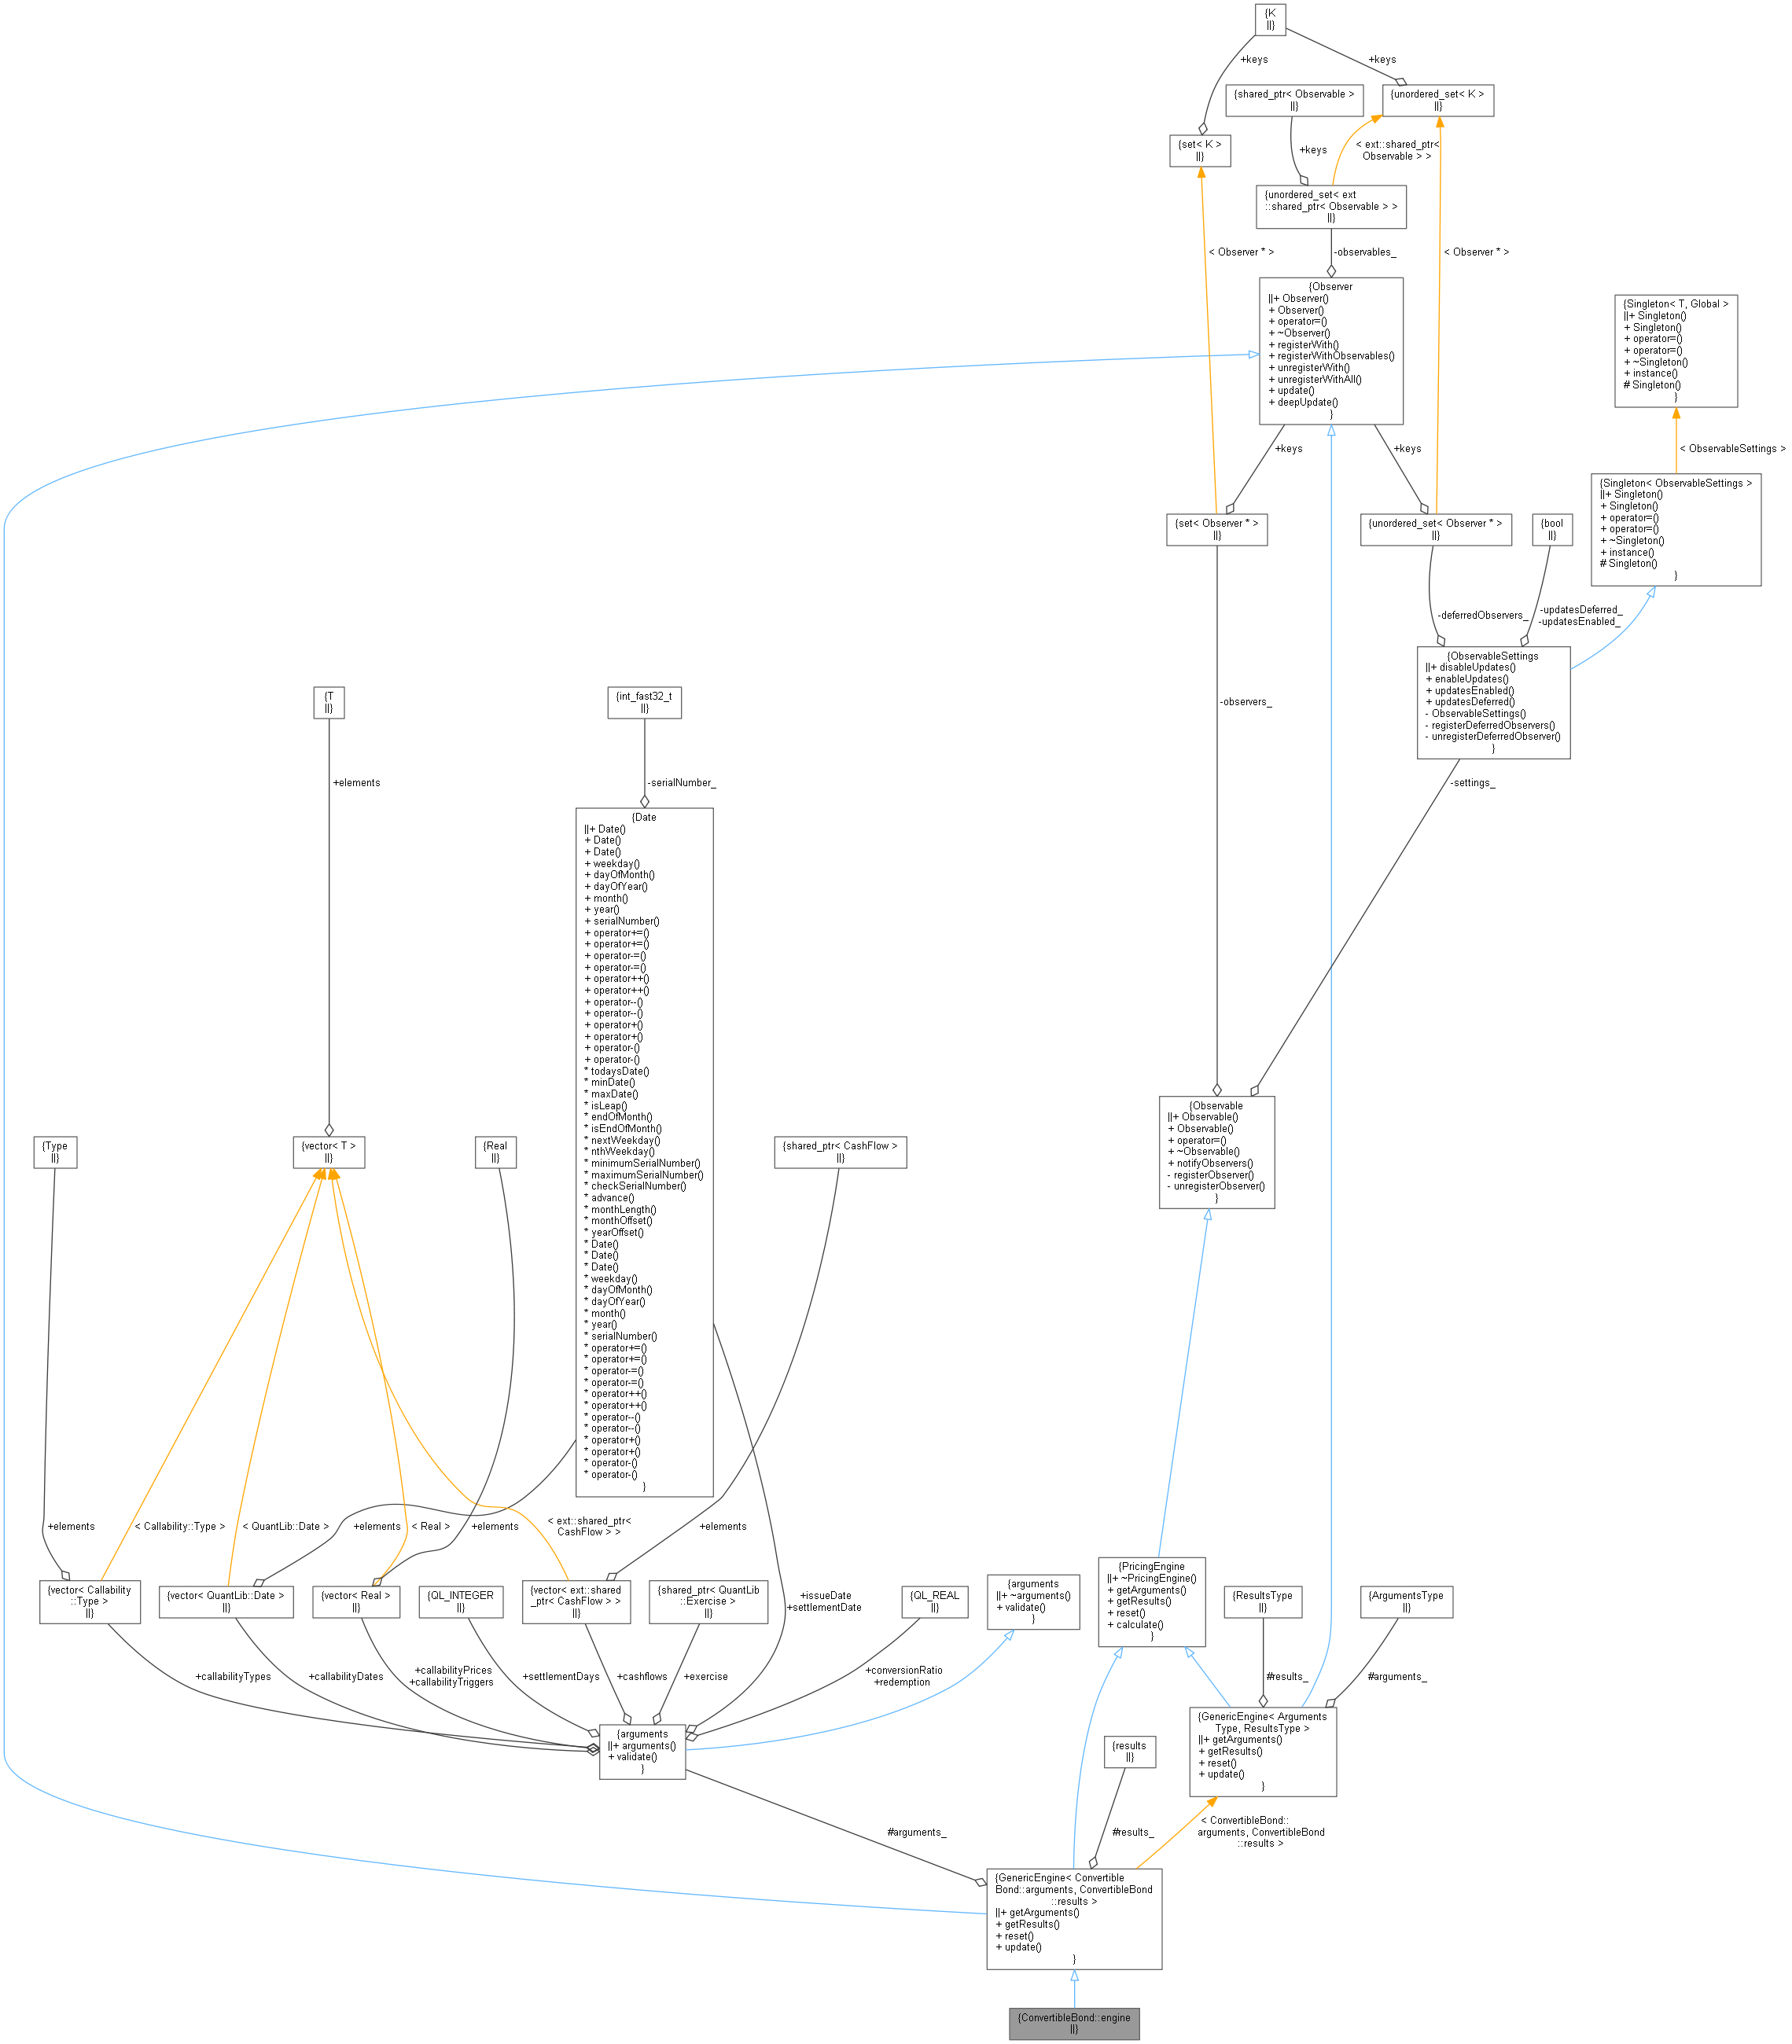 {K
||}
+keys
+keys
{shared_ptr< Observable >
||}
{unordered_set< K >
||}
{set< K >
||}
+keys
< ext::shared_ptr<
Observable > >
{unordered_set< ext
::shared_ptr< Observable > >
||}
< Observer * >
-observables_
< Observer * >
{Observer
||+ Observer()
+ Observer()
+ operator=()
+ ~Observer()
+ registerWith()
+ registerWithObservables()
+ unregisterWith()
+ unregisterWithAll()
+ update()
+ deepUpdate()
}
{Singleton< T, Global >
||+ Singleton()
+ Singleton()
+ operator=()
+ operator=()
+ ~Singleton()
+ instance()
# Singleton()
}
+keys
+keys
< ObservableSettings >
{Singleton< ObservableSettings >
||+ Singleton()
+ Singleton()
+ operator=()
+ operator=()
+ ~Singleton()
+ instance()
# Singleton()
}
{set< Observer * >
||}
{unordered_set< Observer * >
||}
{bool
||}
-deferredObservers_
-updatesDeferred_
-updatesEnabled_
{ObservableSettings
||+ disableUpdates()
+ enableUpdates()
+ updatesEnabled()
+ updatesDeferred()
- ObservableSettings()
- registerDeferredObservers()
- unregisterDeferredObserver()
}
{T
||}
{int_fast32_t
||}
-observers_
+elements
-serialNumber_
-settings_
{Date
||+ Date()
+ Date()
+ Date()
+ weekday()
+ dayOfMonth()
+ dayOfYear()
+ month()
+ year()
+ serialNumber()
+ operator+=()
+ operator+=()
+ operator-=()
+ operator-=()
+ operator++()
+ operator++()
+ operator--()
+ operator--()
+ operator+()
+ operator+()
+ operator-()
+ operator-()
* todaysDate()
* minDate()
* maxDate()
* isLeap()
* endOfMonth()
* isEndOfMonth()
* nextWeekday()
* nthWeekday()
* minimumSerialNumber()
* maximumSerialNumber()
* checkSerialNumber()
* advance()
* monthLength()
* monthOffset()
* yearOffset()
* Date()
* Date()
* Date()
* weekday()
* dayOfMonth()
* dayOfYear()
* month()
* year()
* serialNumber()
* operator+=()
* operator+=()
* operator-=()
* operator-=()
* operator++()
* operator++()
* operator--()
* operator--()
* operator+()
* operator+()
* operator-()
* operator-()
}
{Observable
||+ Observable()
+ Observable()
+ operator=()
+ ~Observable()
+ notifyObservers()
- registerObserver()
- unregisterObserver()
}
{Type
||}
{vector< T >
||}
{Real
||}
{shared_ptr< CashFlow >
||}
+elements
< Callability::Type >
< QuantLib::Date >
+elements
< Real >
+elements
< ext::shared_ptr<
CashFlow > >
+elements
{vector< Callability
::Type >
||}
{vector< QuantLib::Date >
||}
{vector< Real >
||}
{QL_INTEGER
||}
{vector< ext::shared
_ptr< CashFlow > >
||}
{shared_ptr< QuantLib
::Exercise >
||}
+issueDate
+settlementDate
{QL_REAL
||}
{arguments
||+ ~arguments()
+ validate()
}
{PricingEngine
||+ ~PricingEngine()
+ getArguments()
+ getResults()
+ reset()
+ calculate()
}
{ResultsType
||}
{ArgumentsType
||}
+callabilityTypes
+callabilityDates
+callabilityPrices
+callabilityTriggers
+settlementDays
+cashflows
+exercise
+conversionRatio
+redemption
#results_
#arguments_
{arguments
||+ arguments()
+ validate()
}
{results
||}
{GenericEngine< Arguments
Type, ResultsType >
||+ getArguments()
+ getResults()
+ reset()
+ update()
}
#arguments_
#results_
< ConvertibleBond::
arguments, ConvertibleBond
::results >
{GenericEngine< Convertible
Bond::arguments, ConvertibleBond
::results >
||+ getArguments()
+ getResults()
+ reset()
+ update()
}
{ConvertibleBond::engine
||}